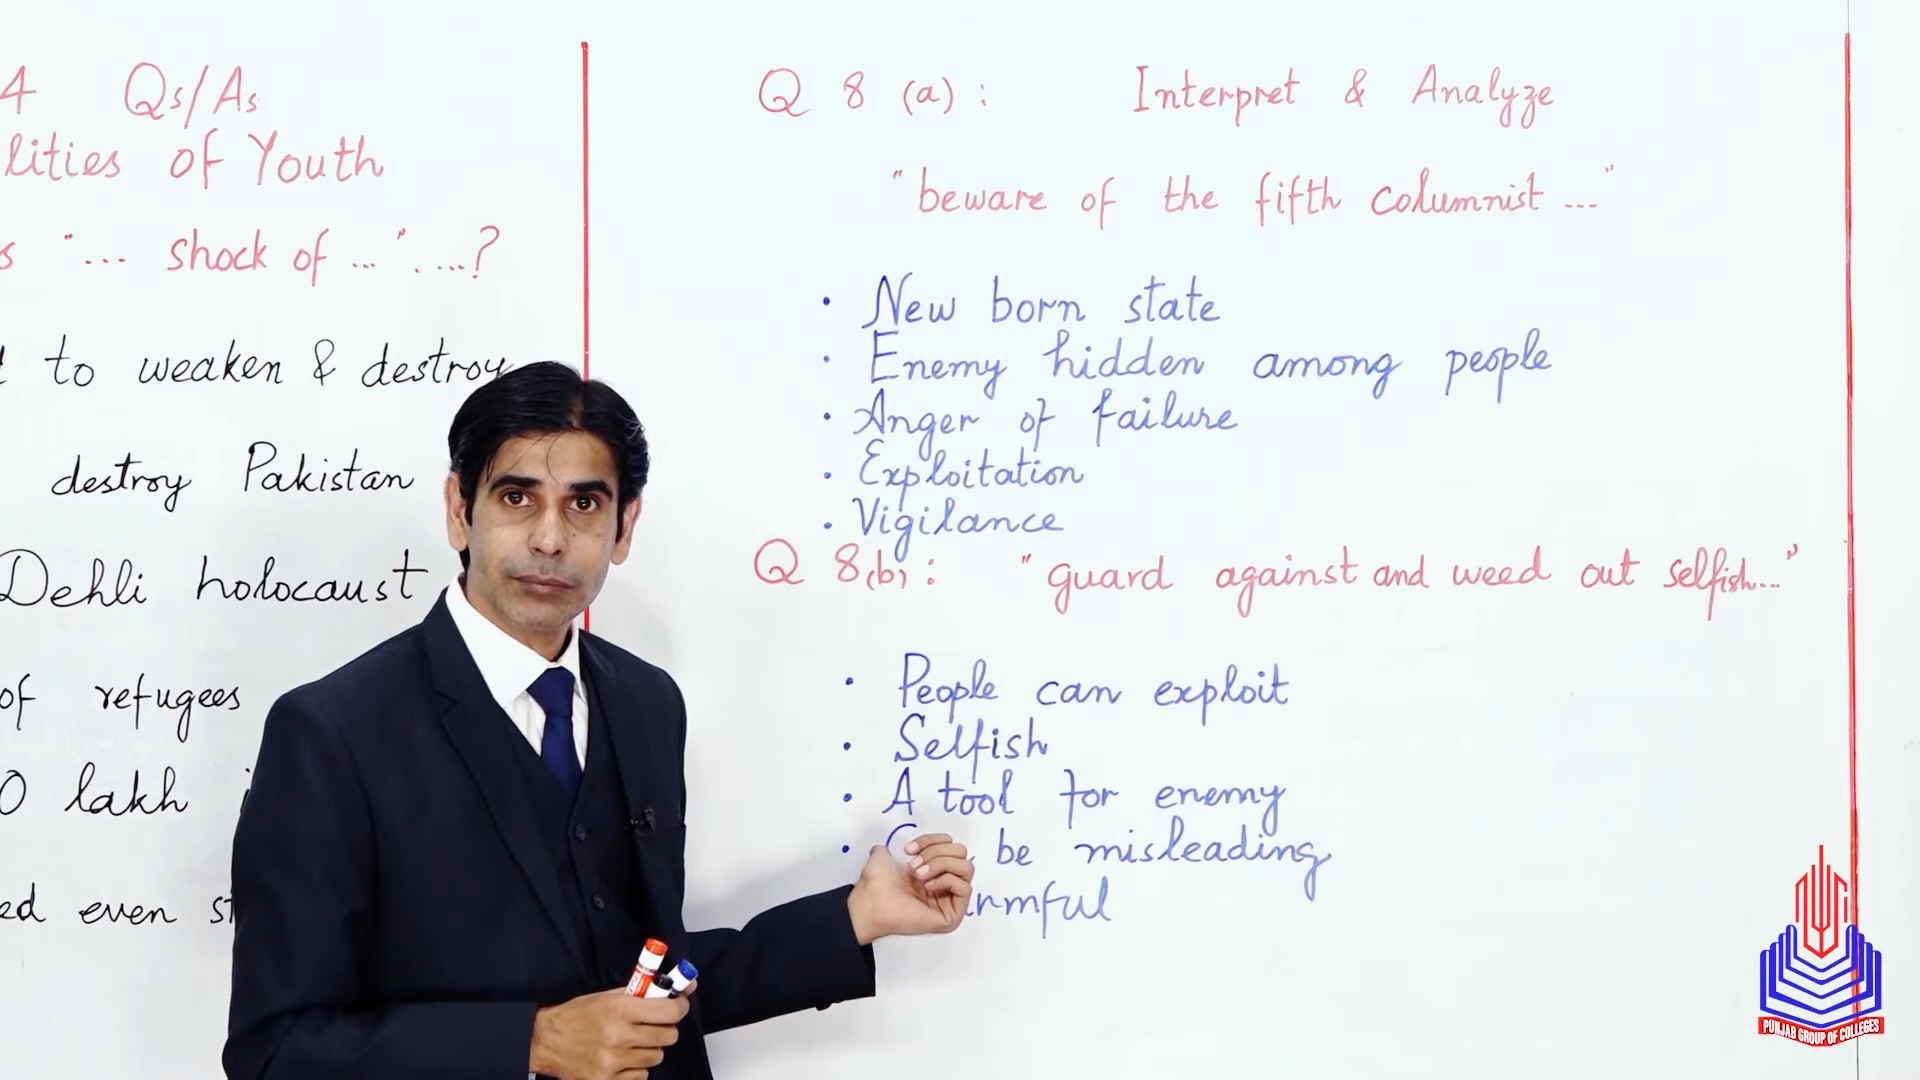 4 Qs/As
lities of Youth
s "... shock of ...". ...?
to weaken & destroy
destroy Pakistan
Dehli holocaust
of refugees
0 lakh
ed even st
Q 8 (a) : Interpret & Analyze
"beware of the fifth columnist ..."
· New born state
· Enemy hidden among people
· Anger of failure
· Exploitation
· Vigilance
Q 8(b) : "guard against and weed out selfish..."
· People can exploit
· Selfish
· A tool for enemy
· be misleading
rmful
PUNJAB GROUP OF COLLEGES